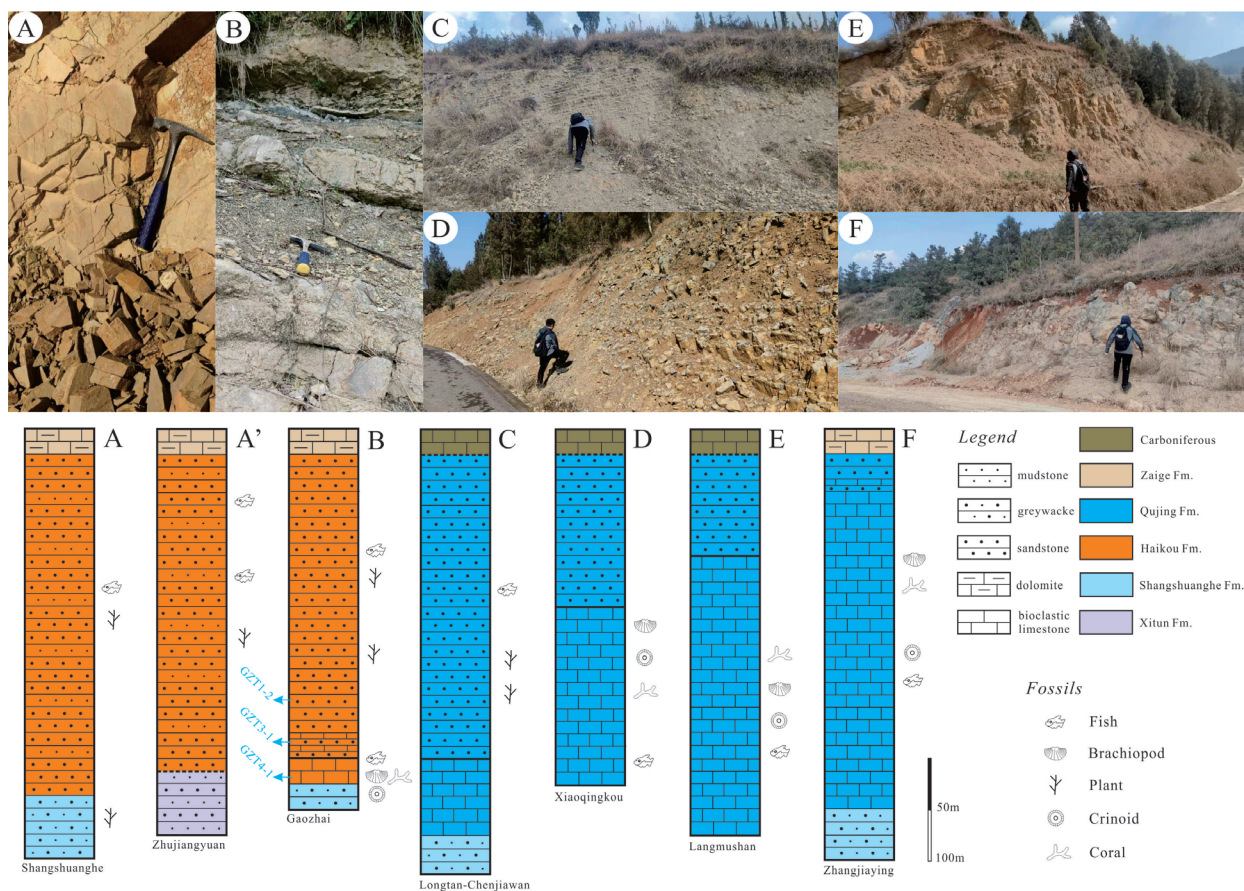 A
B
C
D
E
F
A
A'
B
C
D
E
F
Legend
mudstone
greywacke
sandstone
dolomite
bioclastic
limestone
Carboniferous
Zaige Fm.
Qujing Fm.
Haikou Fm.
Shangshuanghe Fm.
Xitun Fm.
GZT1-2
GZT3-1
GZT4-1
Fossils
Fish
Brachiopod
Plant
Crinoid
Coral
50m
100m
Shangshuanghe
Zhujiangyuan
Gaozhai
Longtan-Chenjiawan
Xiaoqingkou
Langmushan
Zhangjiaying